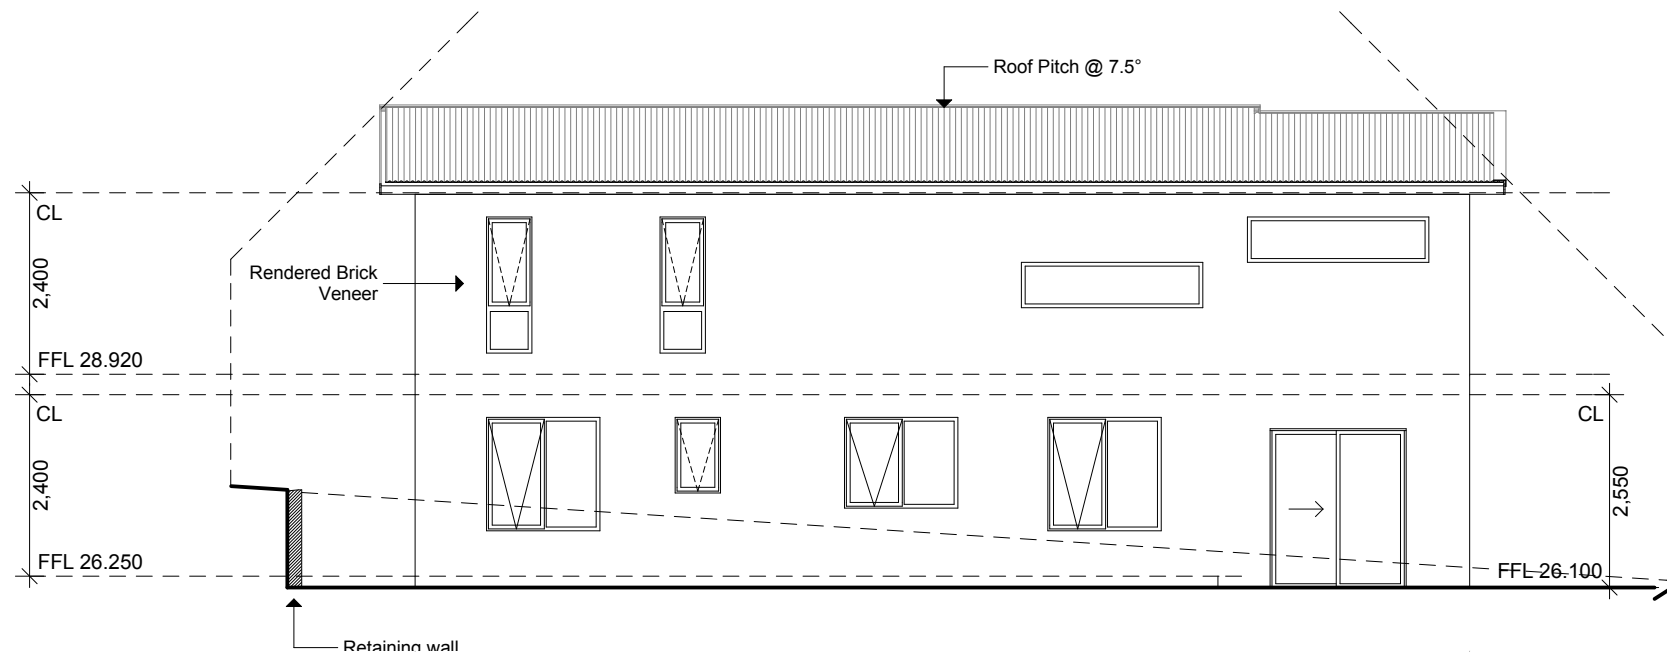 Roof Pitch @ 7.5°
CL
2,400
Rendered Brick
Veneer
FFL 28.920
CL
CL
2,400
2,550
FFL 26.250
FFL 26.100
Retaining wall